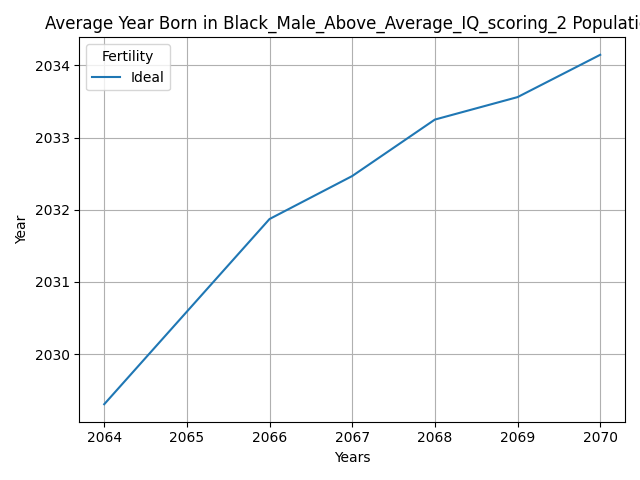 Average Year Born in Black_Male_Above_Average_IQ_scoring_2 Populati
Fertility
Ideal
2034
2033
2032
2031
2030
Year
2064 2065 2066 2067 2068 2069 2070
Years